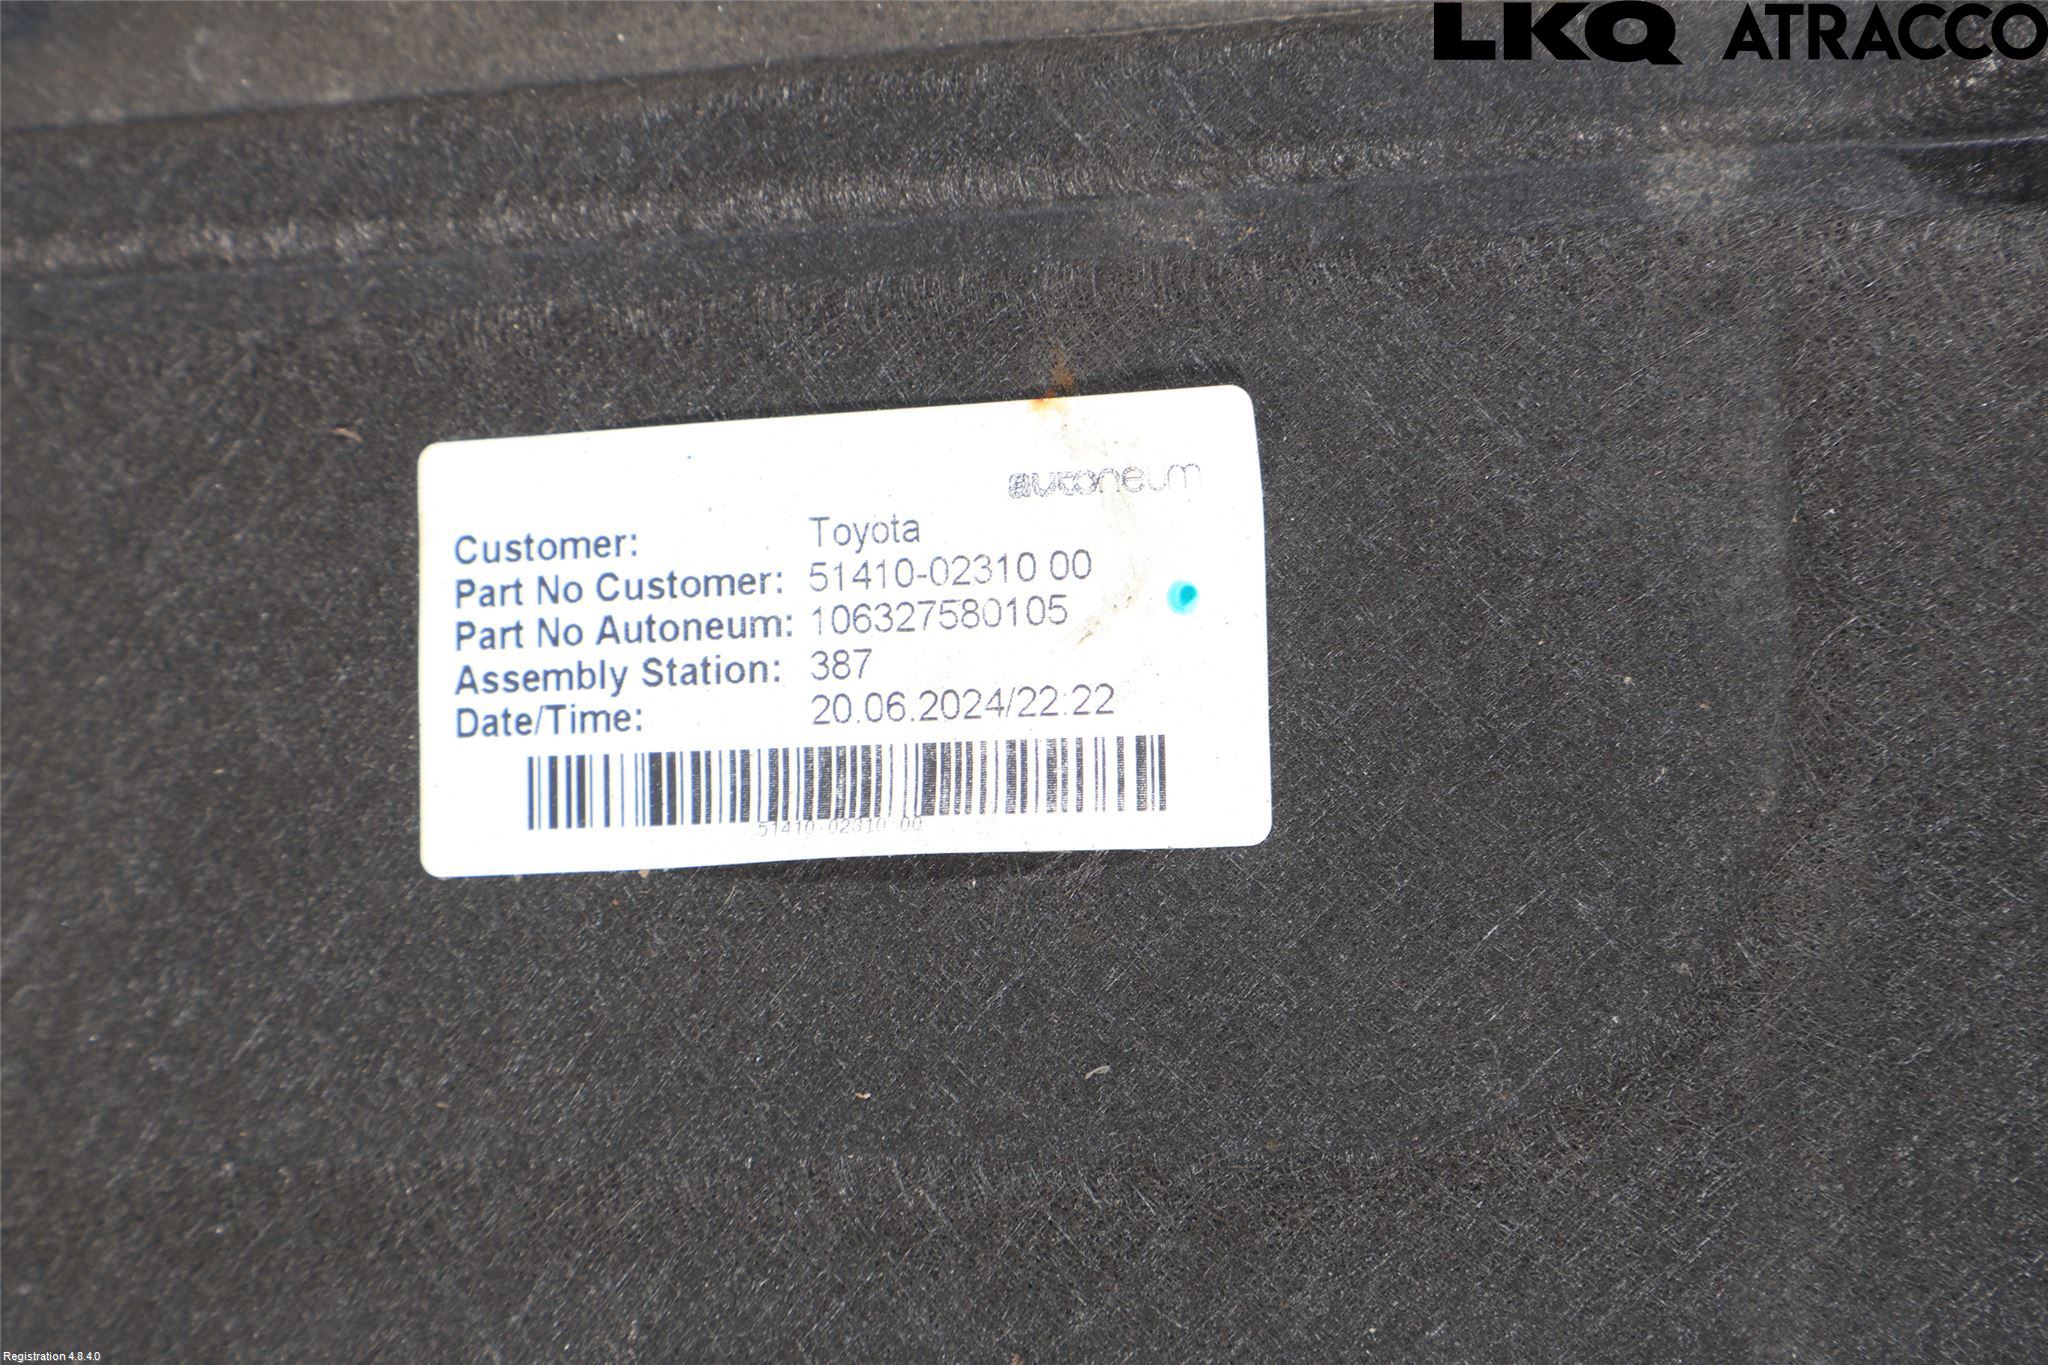 LKQ ATRACCO
autoneum
Customer: Toyota
Part No Customer: 51410-02310 00
Part No Autoneum: 106327580105
Assembly Station: 387
Date/Time: 20.06.2024/22:22
51410-02310 00
Registration 4.8.4.0